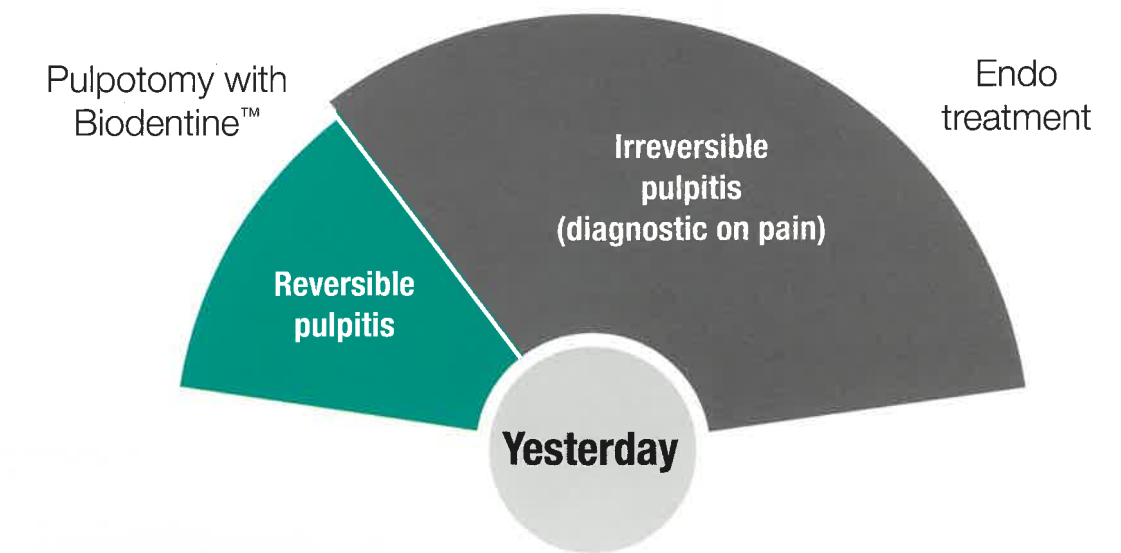 Pulpotomy with
Biodentine™
Endo
treatment
Irreversible
pulpitis
(diagnostic on pain)
Reversible
pulpitis
Yesterday